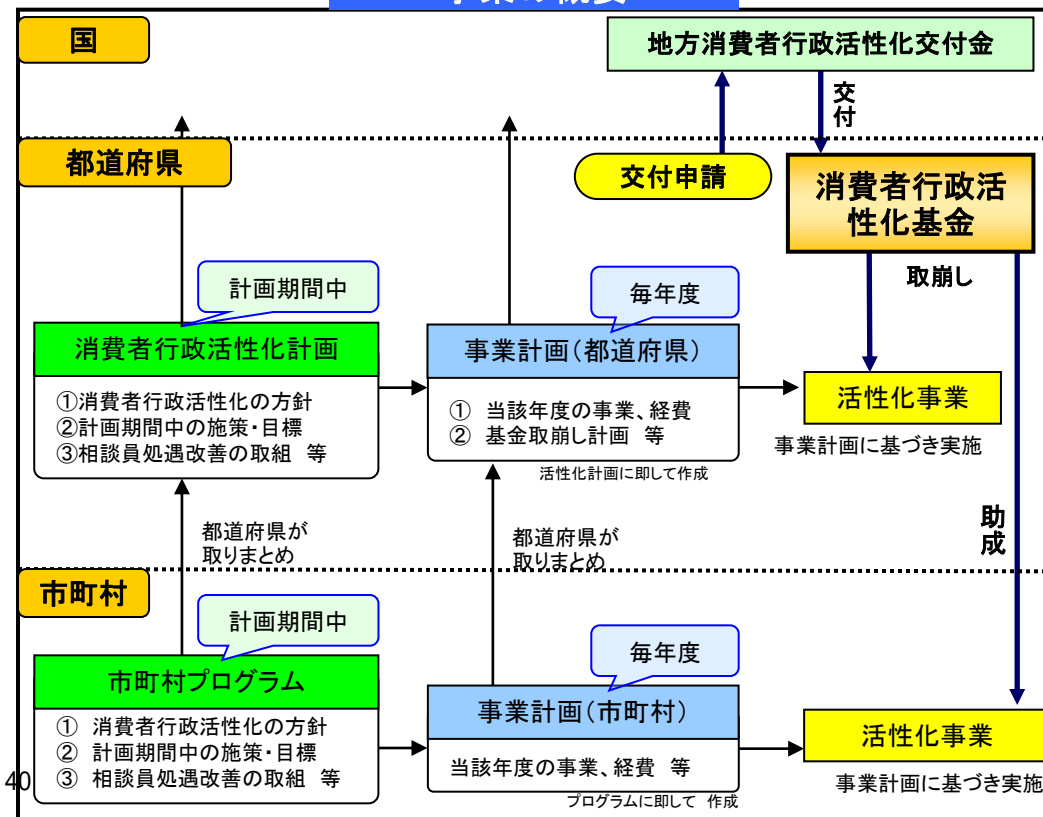 事業の概要
国
地方消費者行政活性化交付金
交付
都道府県
交付申請
消費者行政活
性化基金
取崩し
計画期間中
毎年度
消費者行政活性化計画
①消費者行政活性化の方針
②計画期間中の施策・目標
③相談員処遇改善の取組 等
事業計画(都道府県)
① 当該年度の事業、経費
② 基金取崩し計画 等
活性化計画に即して作成
活性化事業
事業計画に基づき実施
都道府県が
取りまとめ
都道府県が
取りまとめ
助成
市町村
計画期間中
毎年度
市町村プログラム
① 消費者行政活性化の方針
② 計画期間中の施策・目標
③ 相談員処遇改善の取組 等
事業計画(市町村)
当該年度の事業、経費 等
プログラムに即して 作成
活性化事業
事業計画に基づき実施
40